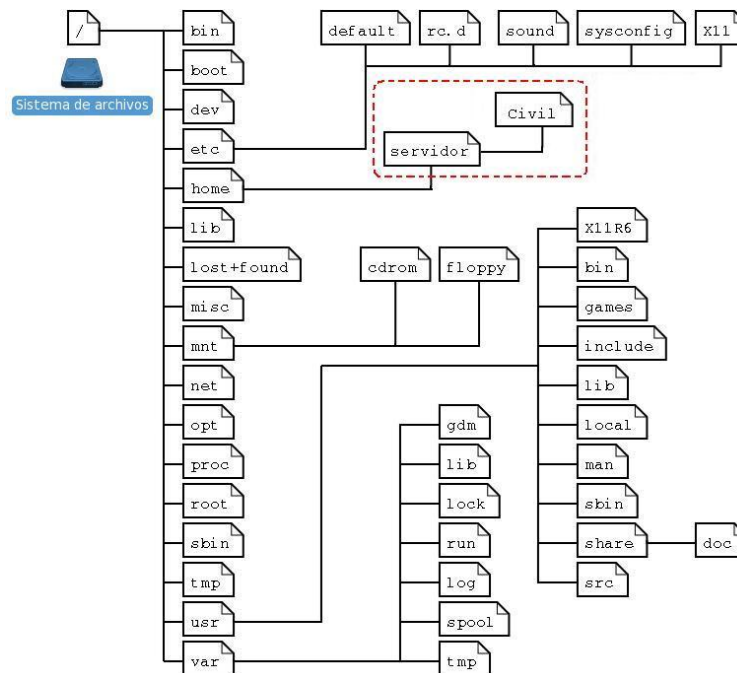 /
bin
default
rc.d
sound
sysconfig
X11
boot
Sistema de archivos
dev
Civil
etc
servidor
home
lib
X11R6
lost+found
cdrom
floppy
bin
misc
games
mnt
include
net
lib
opt
gdm
local
proc
lib
man
root
lock
sbin
sbin
run
share
doc
tmp
log
src
usr
spool
var
tmp